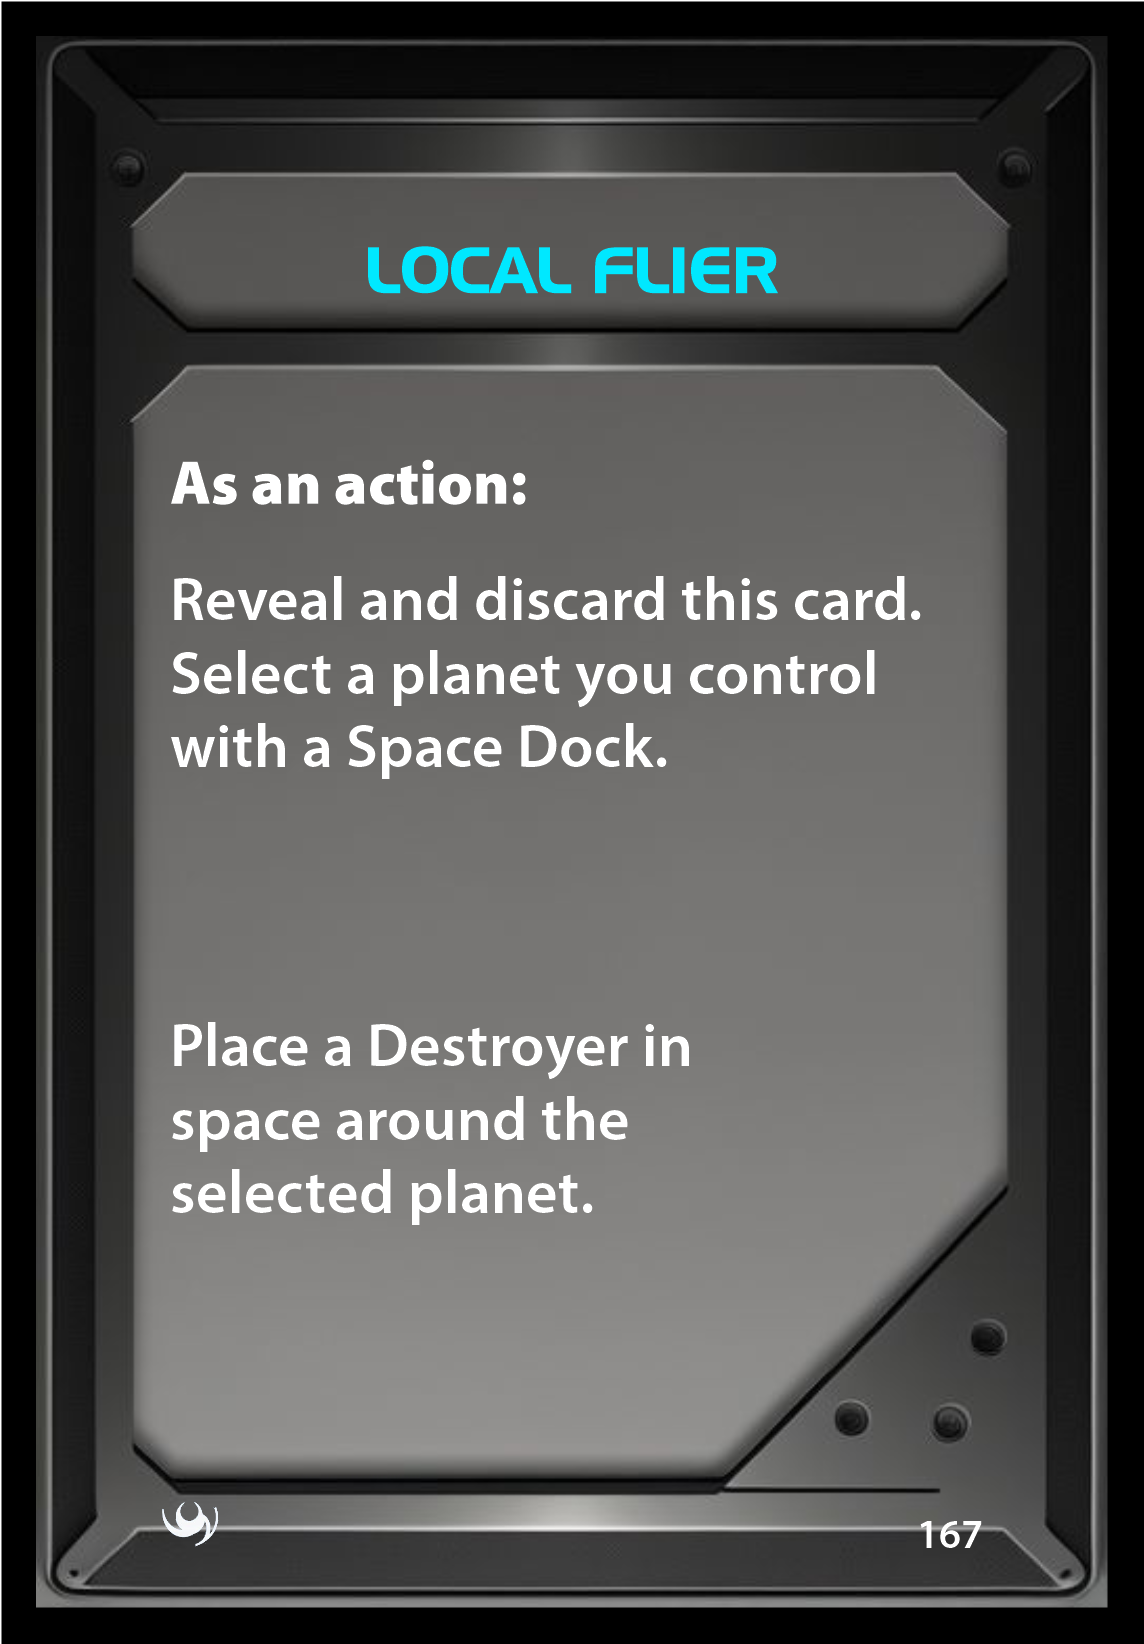 LOCAL FLIER
As an action:
Reveal and discard this card.
Select a planet you control
with a Space Dock.
Place a Destroyer in
space around the
selected planet.
167